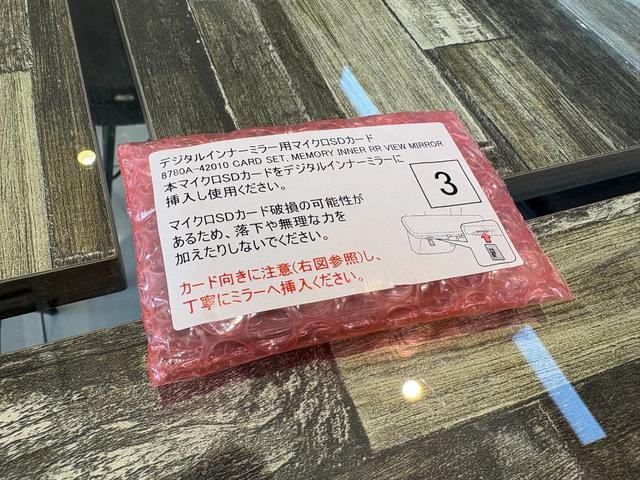 デジタルインナーミラー用マイクロSDカード
8780A-42010 CARD SET, MEMORY INNER RR VIEW MIRROR
本マイクロSDカードをデジタルインナーミラーに
挿入し使用ください。
3
マイクロSDカード破損の可能性が
あるため、落下や無理な力を
加えたりしないでください。
カード向きに注意(右図参照)し、
丁寧にミラーへ挿入ください。